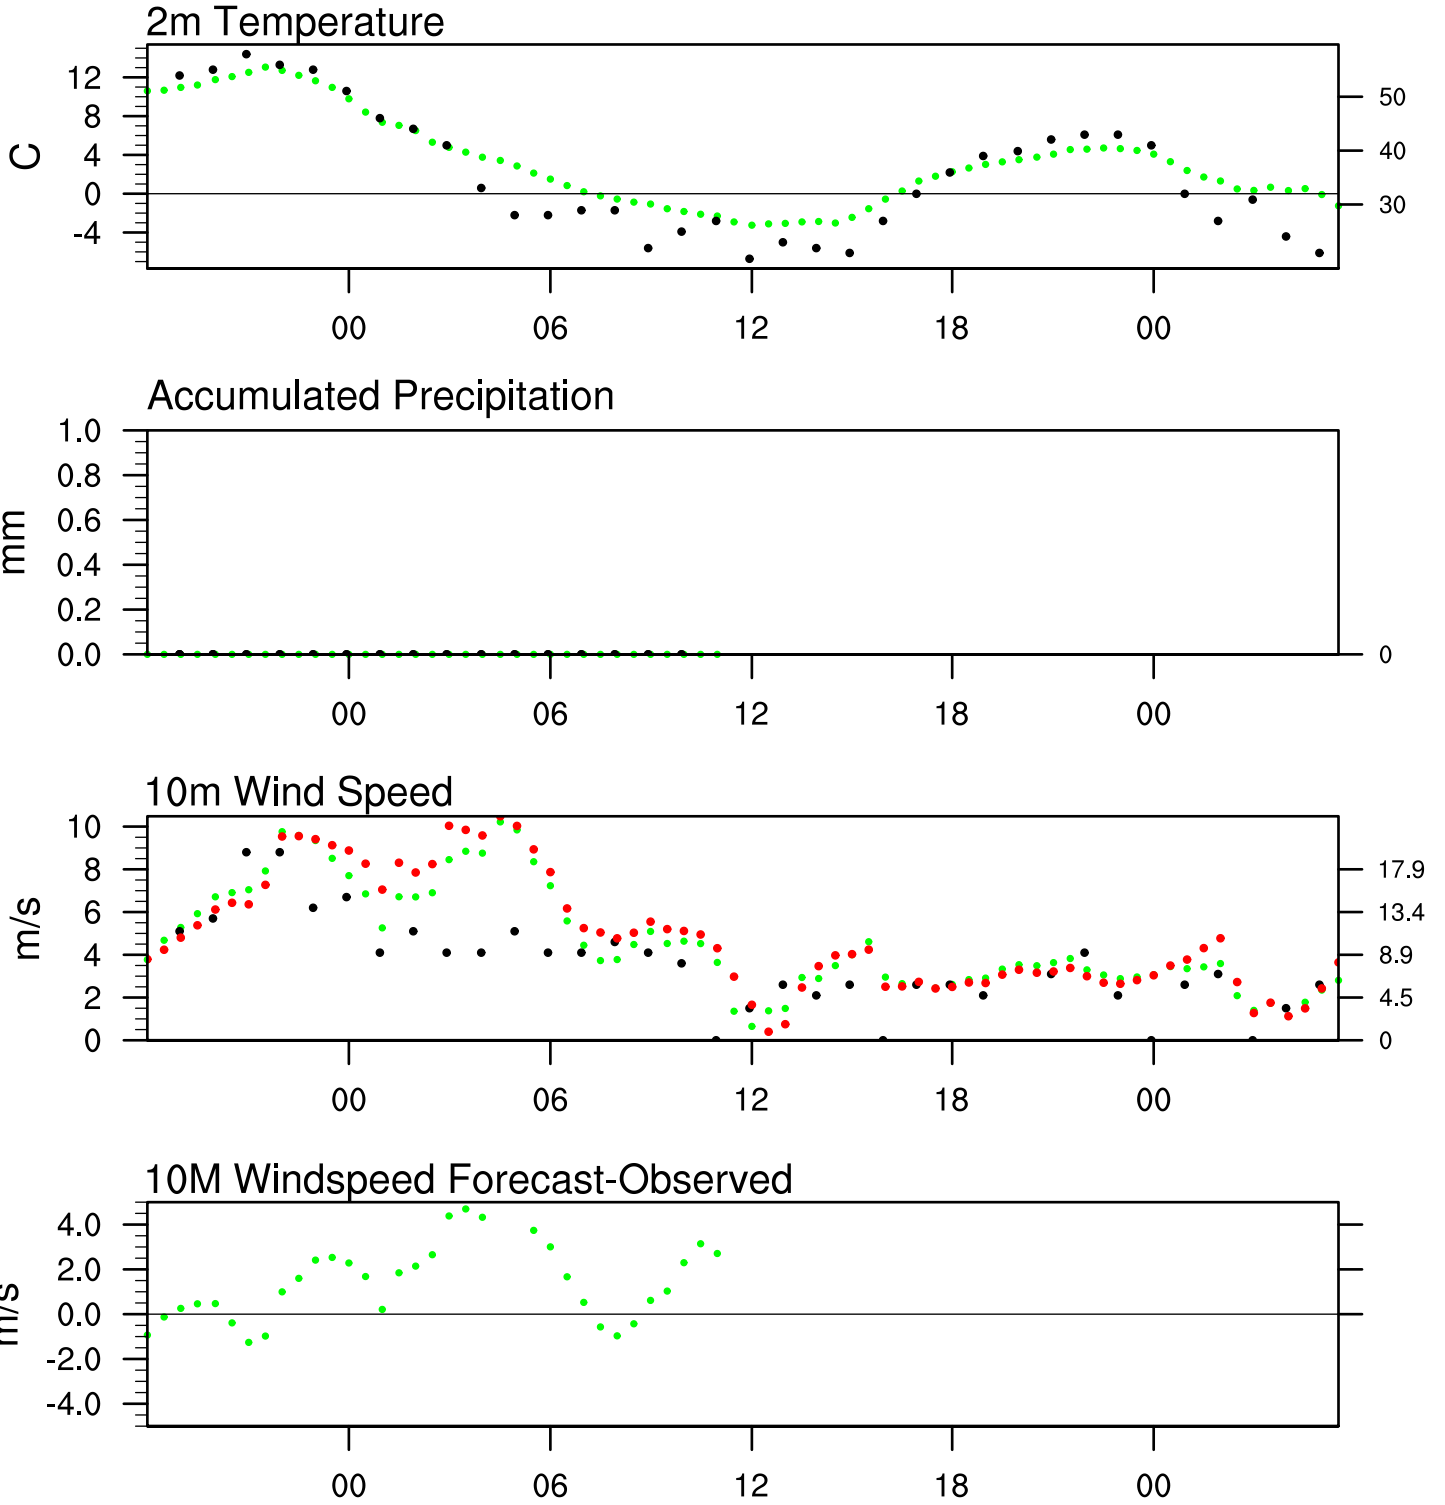 2m Temperature
12
8
4
0
-4
C
50
40
30
00 06 12 18 00
Accumulated Precipitation
1.0
0.8
0.6
0.4
0.2
0.0
mm
0
00 06 12 18 00
10m Wind Speed
10
8
6
4
2
0
m/s
17.9
13.4
8.9
4.5
0
00 06 12 18 00
10M Windspeed Forecast-Observed
4.0
2.0
0.0
-2.0
-4.0
m/s
00 06 12 18 00